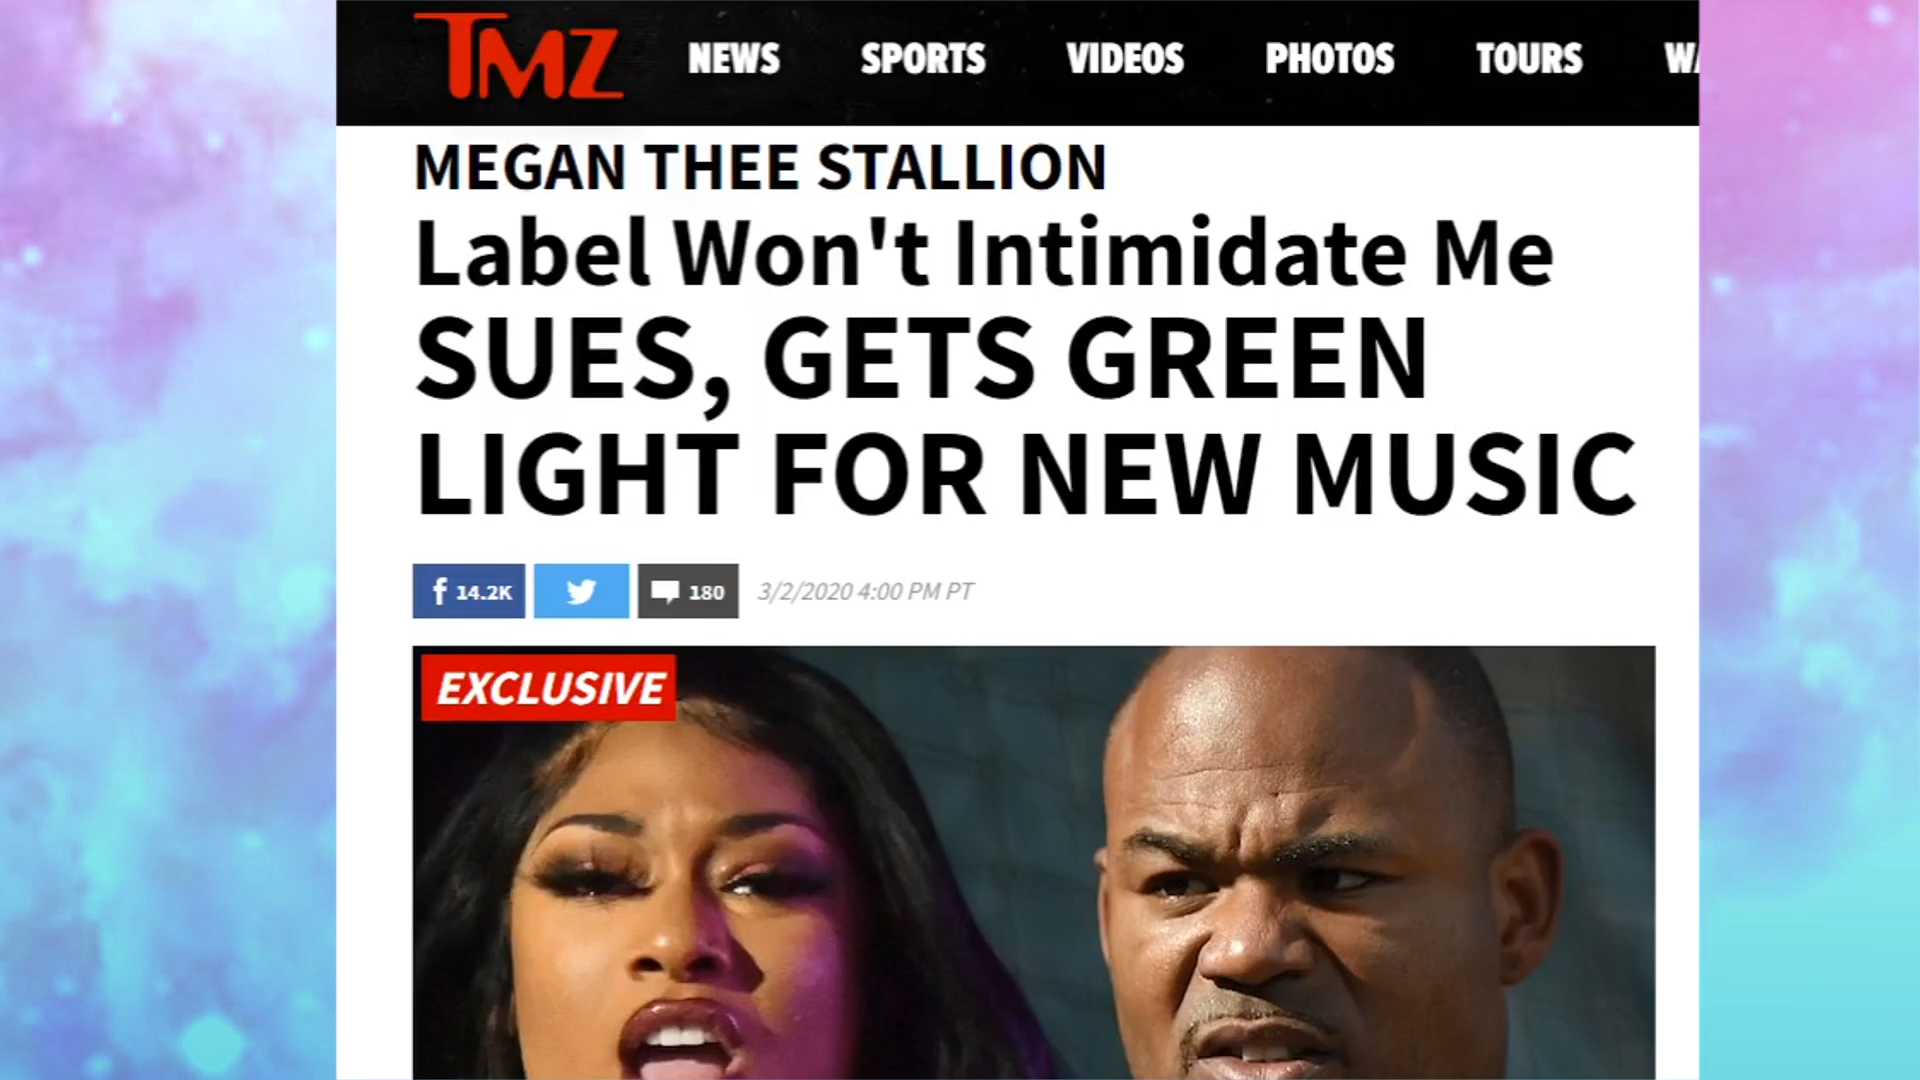 TMZ NEWS SPORTS VIDEOS PHOTOS TOURS
MEGAN THEE STALLION
Label Won't Intimidate Me
SUES, GETS GREEN
LIGHT FOR NEW MUSIC
14.2K 180 3/2/2020 4:00 PM PT
EXCLUSIVE